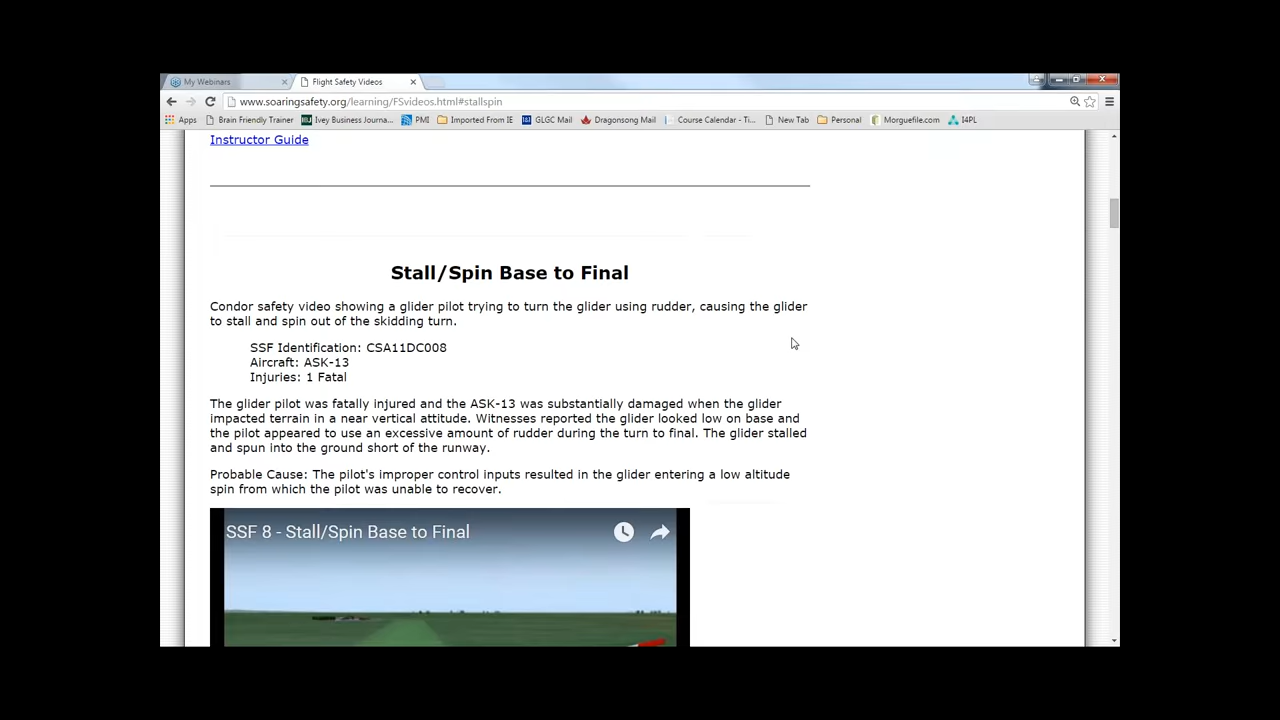 My Webinars
Flight Safety Videos
www.soaringsafety.org/learning/FSvideos.html#stallspin
Apps Brain Friendly Trainer Ivey Business Journa... PMI Imported From IE GLGC Mail Dragonsong Mail Course Calendar - Ti... New Tab Personal Morguefile.com I4PL
Instructor Guide
Stall/Spin Base to Final
Condor safety video showing a glider pilot trying to turn the glider using rudder, causing the glider
to stall and spin out of the skidding turn.
SSF Identification: CSA11DC008
Aircraft: ASK-13
Injuries: 1 Fatal
The glider pilot was fatally injured and the ASK-13 was substantially damaged when the glider
impacted terrain in a near vertical attitude. Witnesses reported the glider looked low on base and
the pilot appeared to use an excessive amount of rudder during the turn to final. The glider stalled
and spun into the ground short of the runway.
Probable Cause: The pilot's improper control inputs resulted in the glider entering a low altitude
spin from which the pilot was unable to recover.
SSF 8 - Stall/Spin Base to Final